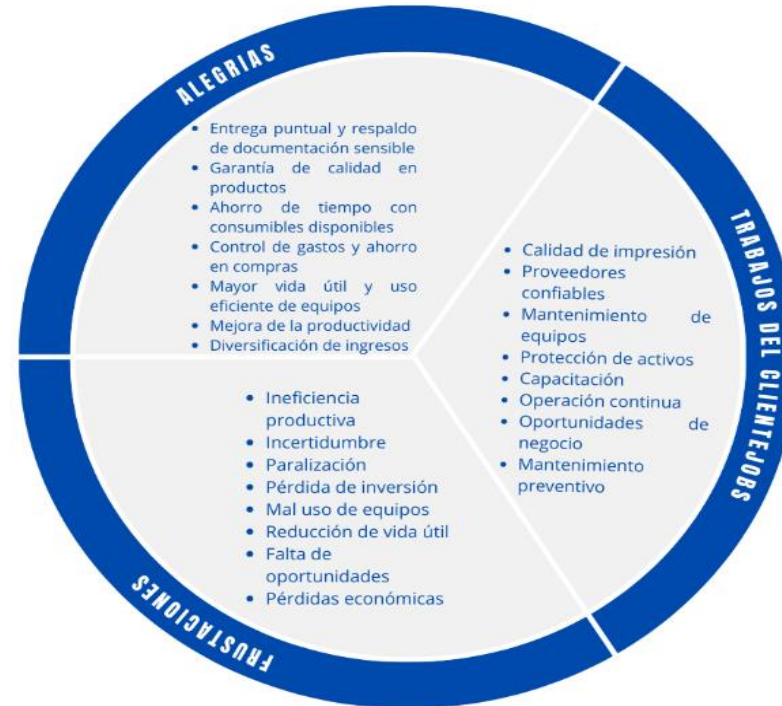 ALEGRIAS
• Entrega puntual y respaldo
de documentación sensible
• Garantía de calidad en
productos
• Ahorro de tiempo con
consumibles disponibles
• Control de gastos y ahorro
en compras
• Mayor vida útil y uso
eficiente de equipos
• Mejora de la productividad
• Diversificación de ingresos
TRABAJOS DEL CLIENTEJOBS
• Calidad de impresión
• Proveedores
confiables
• Mantenimiento de
equipos
• Protección de activos
• Capacitación
• Operación continua
• Oportunidades de
negocio
• Mantenimiento
preventivo
FRUSTACIONES
• Ineficiencia
productiva
• Incertidumbre
• Paralización
• Pérdida de inversión
• Mal uso de equipos
• Reducción de vida útil
• Falta de
oportunidades
• Pérdidas económicas